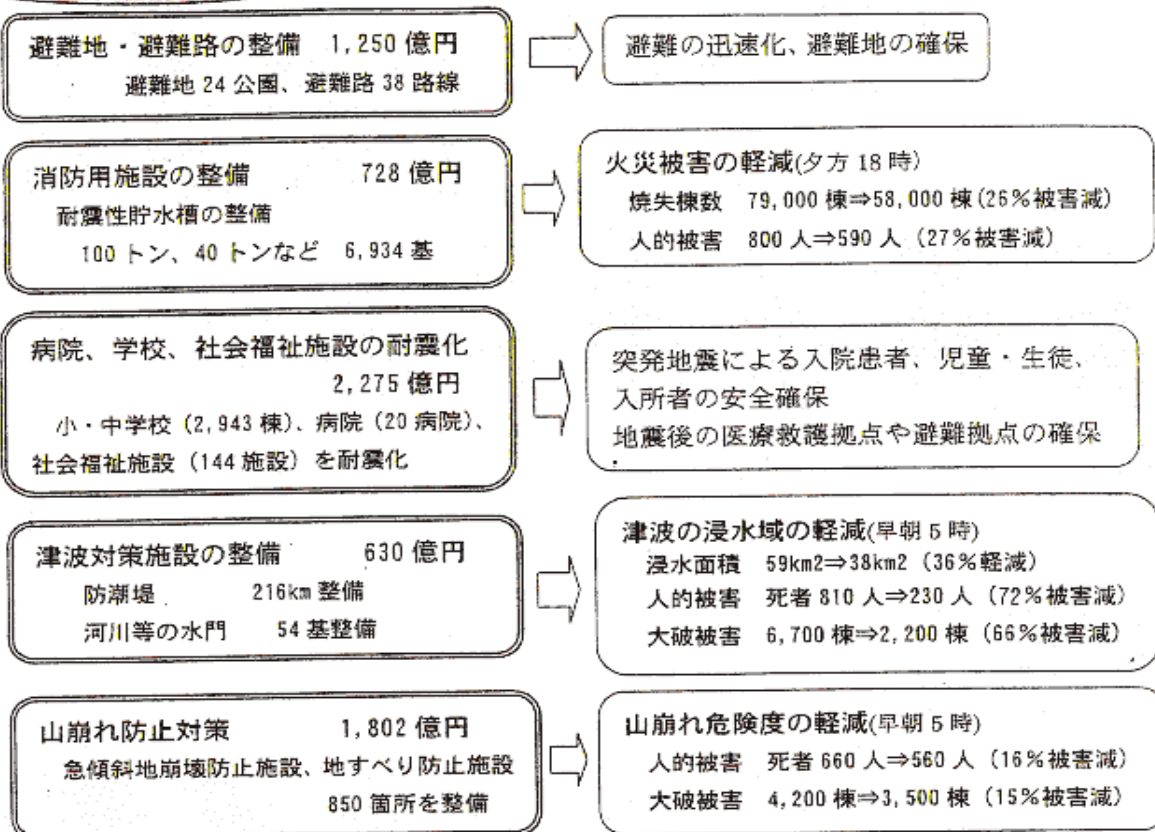 避難地・避難路の整備　1,250 億円
避難地 24 公園、避難路 38 路線
避難の迅速化、避難地の確保
消防用施設の整備　728 億円
耐震性貯水槽の整備
100 トン、40 トンなど　6,934 基
火災被害の軽減(夕方 18 時)
焼失棟数　79,000 棟⇒58,000 棟(26％被害減)
人的被害　800 人⇒590 人（27％被害減）
病院、学校、社会福祉施設の耐震化
2,275 億円
小・中学校（2,943 棟）、病院（20 病院）、
社会福祉施設（144 施設）を耐震化
突発地震による入院患者、児童・生徒、
入所者の安全確保
地震後の医療救護拠点や避難拠点の確保
津波対策施設の整備　630 億円
防潮堤　216km 整備
河川等の水門　54 基整備
津波の浸水域の軽減(早朝 5 時)
浸水面積　59km2⇒38km2（36％軽減）
人的被害　死者 810 人⇒230 人（72％被害減）
大破被害　6,700 棟⇒2,200 棟（66％被害減）
山崩れ防止対策　1,802 億円
急傾斜地崩壊防止施設、地すべり防止施設
850 箇所を整備
山崩れ危険度の軽減(早朝 5 時)
人的被害　死者 660 人⇒560 人（16％被害減）
大破被害　4,200 棟⇒3,500 棟（15％被害減）